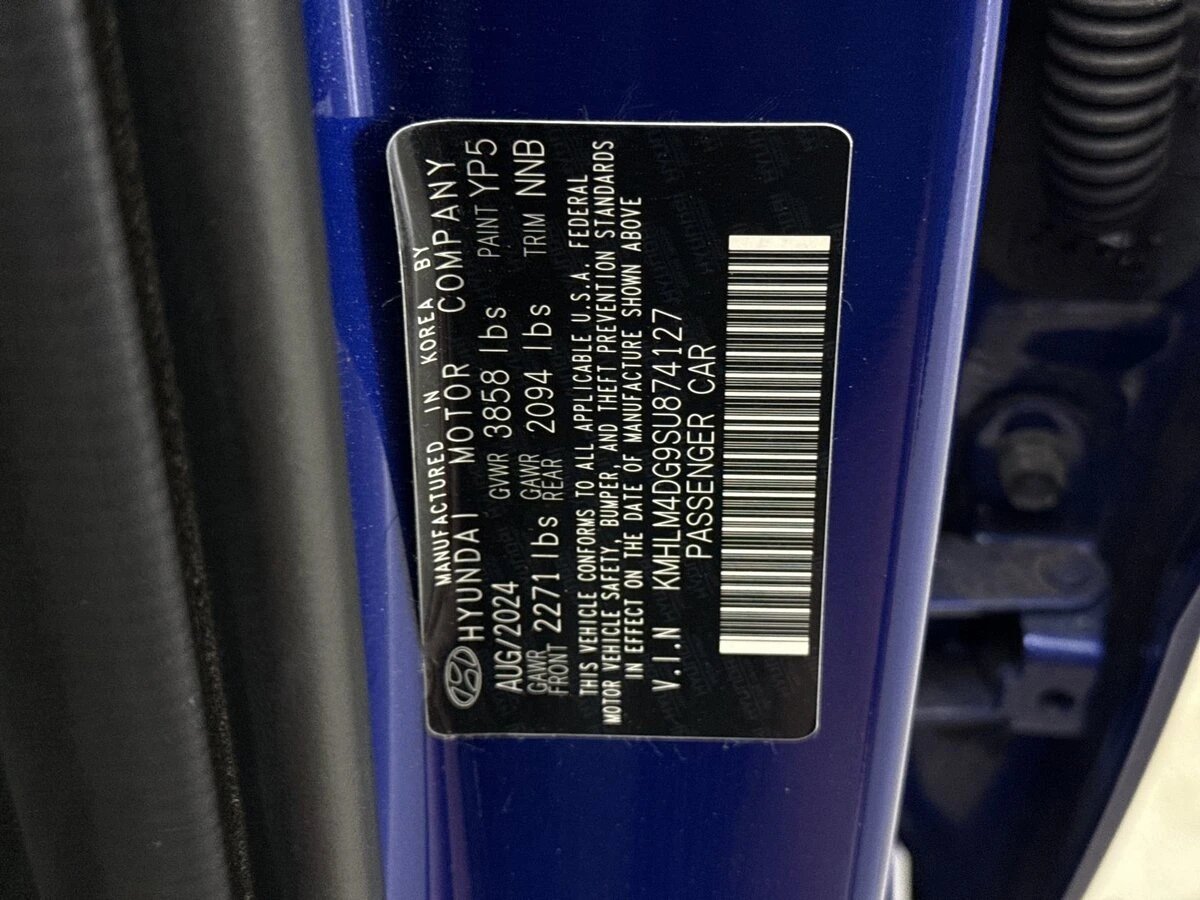 MANUFACTURED IN KOREA BY
HYUNDAI MOTOR COMPANY
AUG/2024 GVWR 3858 lbs PAINT YP5
GAWR FRONT 2271 lbs GAWR REAR 2094 lbs TRIM NNB
THIS VEHICLE CONFORMS TO ALL APPLICABLE U.S.A. FEDERAL
MOTOR VEHICLE SAFETY, BUMPER, AND THEFT PREVENTION STANDARDS
IN EFFECT ON THE DATE OF MANUFACTURE SHOWN ABOVE
V.I.N KMHLM4DG9SU874127
PASSENGER CAR